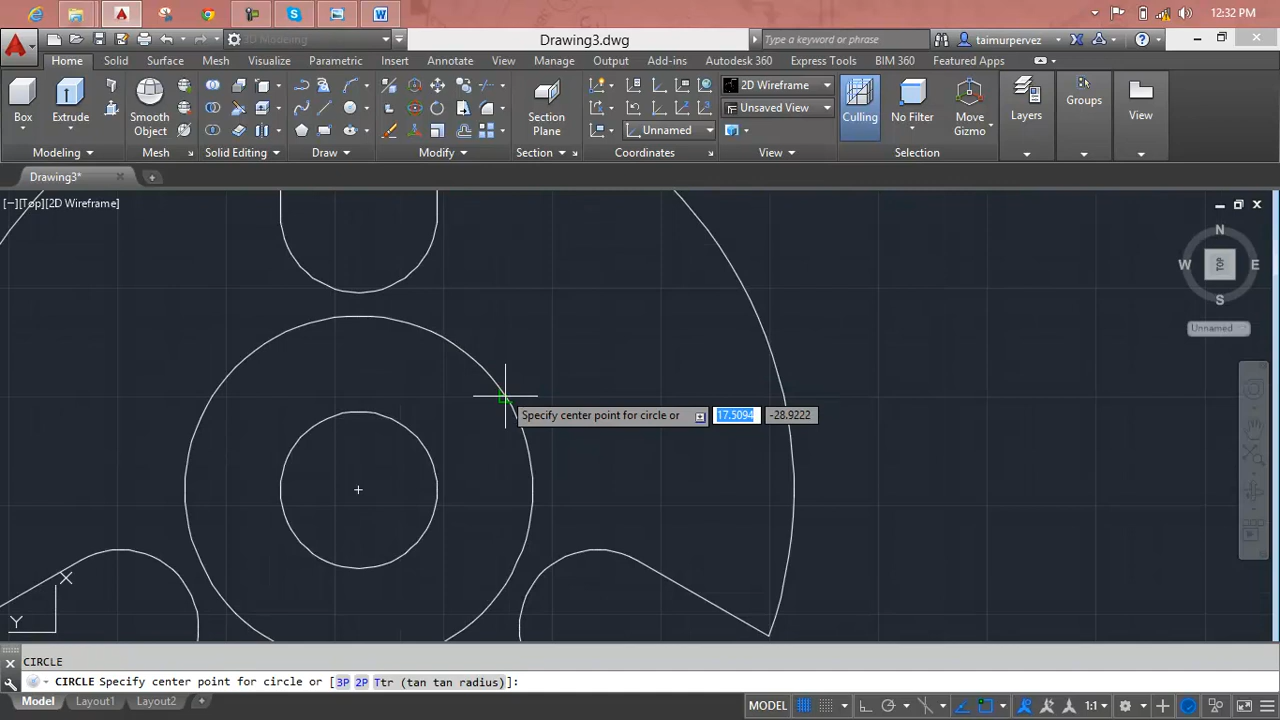 12:32 PM
3D Modeling
Drawing3.dwg
Type a keyword or phrase
taimurpervez
Home Solid Surface Mesh Visualize Parametric Insert Annotate View Manage Output Add-ins Autodesk 360 Express Tools BIM 360 Featured Apps
2D Wireframe
Unsaved View
Unnamed
Box Extrude Smooth Object Section Plane Culling No Filter Move Gizmo Layers Groups View
Modeling Mesh Solid Editing Draw Modify Section Coordinates View Selection
Drawing3*
[−][Top][2D Wireframe]
N
W TOP E
S
Unnamed
Specify center point for circle or 17.5094 -28.9222
X
Y
CIRCLE
CIRCLE Specify center point for circle or [3P 2P Ttr (tan tan radius)]:
Model Layout1 Layout2 MODEL 1:1